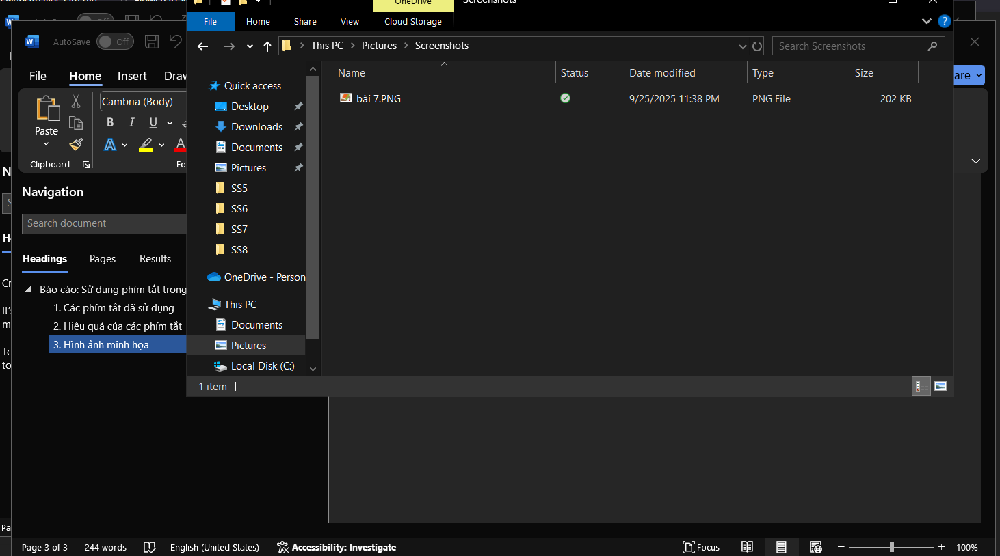 OneDrive
Screenshots
File
Home
Share
View
Cloud Storage
This PC
Pictures
Screenshots
Search Screenshots
AutoSave
Off
File
Home
Insert
are
Paste
Cambria (Body)
B I U
Clipboard
Fo
Navigation
Search document
Headings
Pages
Results
Báo cáo: Sử dụng phím tắt trong
1. Các phím tắt đã sử dụng
2. Hiệu quả của các phím tắt
3. Hình ảnh minh họa
Quick access
Desktop
Downloads
Documents
Pictures
SS5
SS6
SS7
SS8
OneDrive - Person
This PC
Documents
Pictures
Local Disk (C:)
Name
Status
Date modified
Type
Size
bài 7.PNG
9/25/2025 11:38 PM
PNG File
202 KB
1 item
Page 3 of 3
244 words
English (United States)
Accessibility: Investigate
Focus
100%